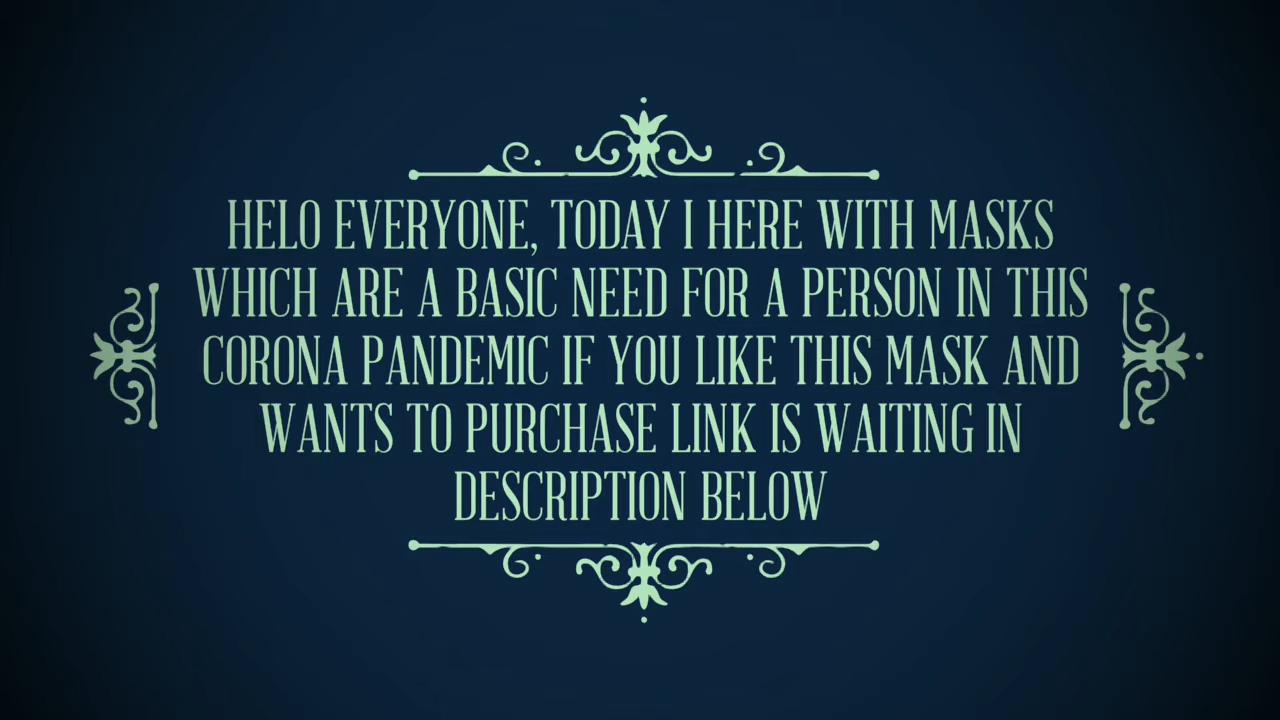 HELO EVERYONE, TODAY I HERE WITH MASKS
WHICH ARE A BASIC NEED FOR A PERSON IN THIS
CORONA PANDEMIC IF YOU LIKE THIS MASK AND
WANTS TO PURCHASE LINK IS WAITING IN
DESCRIPTION BELOW